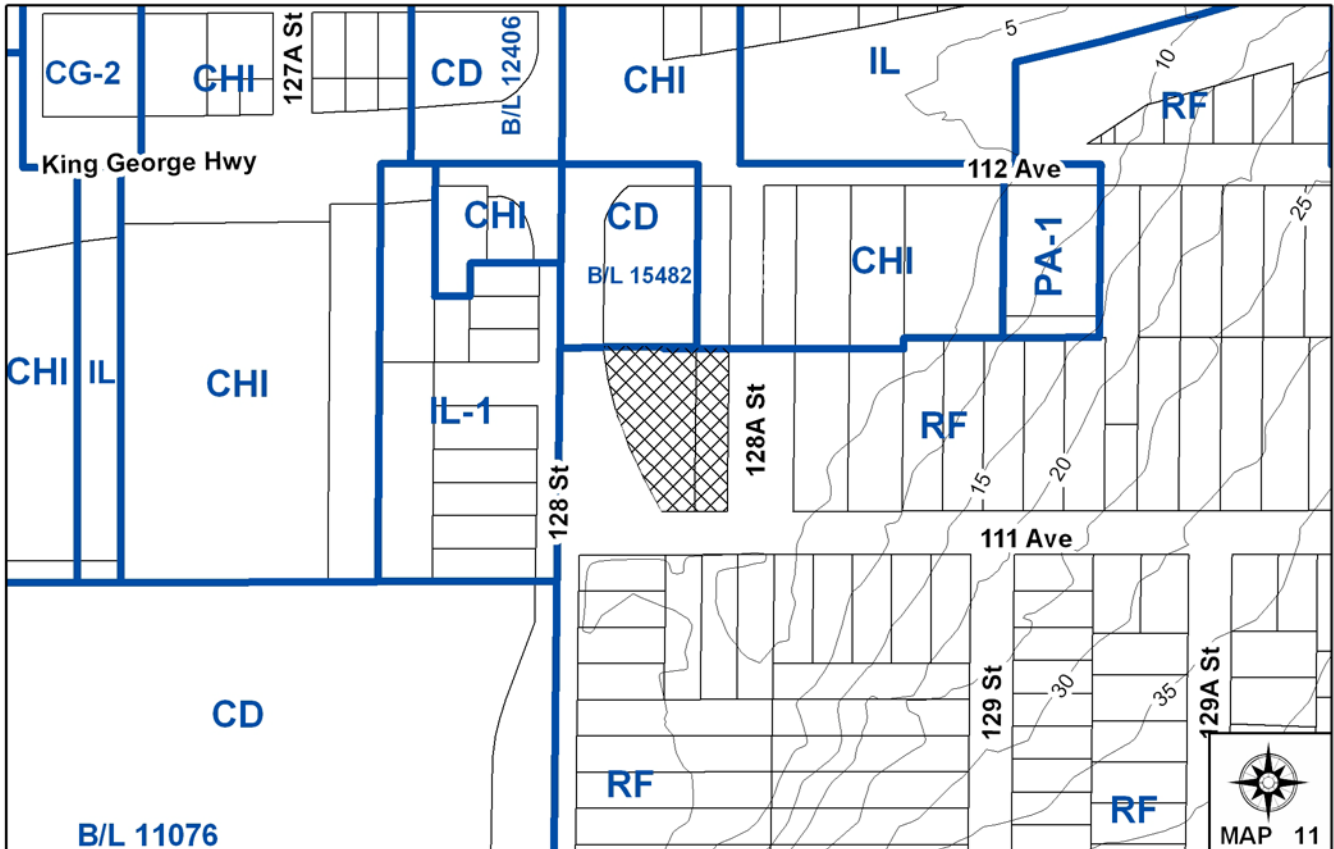 5
127A St
B/L 12406
10
CG-2
CHI
CD
CHI
IL
RF
King George Hwy
112 Ave
25
CHI
CD
PA-1
CHI
B/L 15482
CHI
IL
CHI
IL-1
128A St
RF
15
20
128 St
111 Ave
129 St
30
35
129A St
CD
RF
RF
B/L 11076
MAP 11